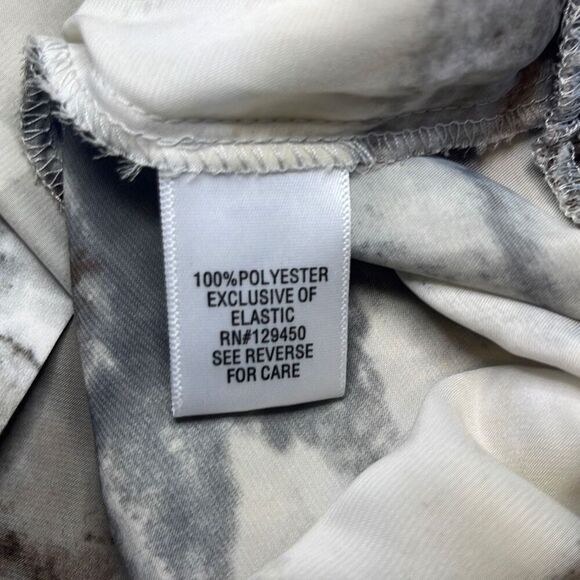 100%POLYESTER
EXCLUSIVE OF
ELASTIC
RN#129450
SEE REVERSE
FOR CARE